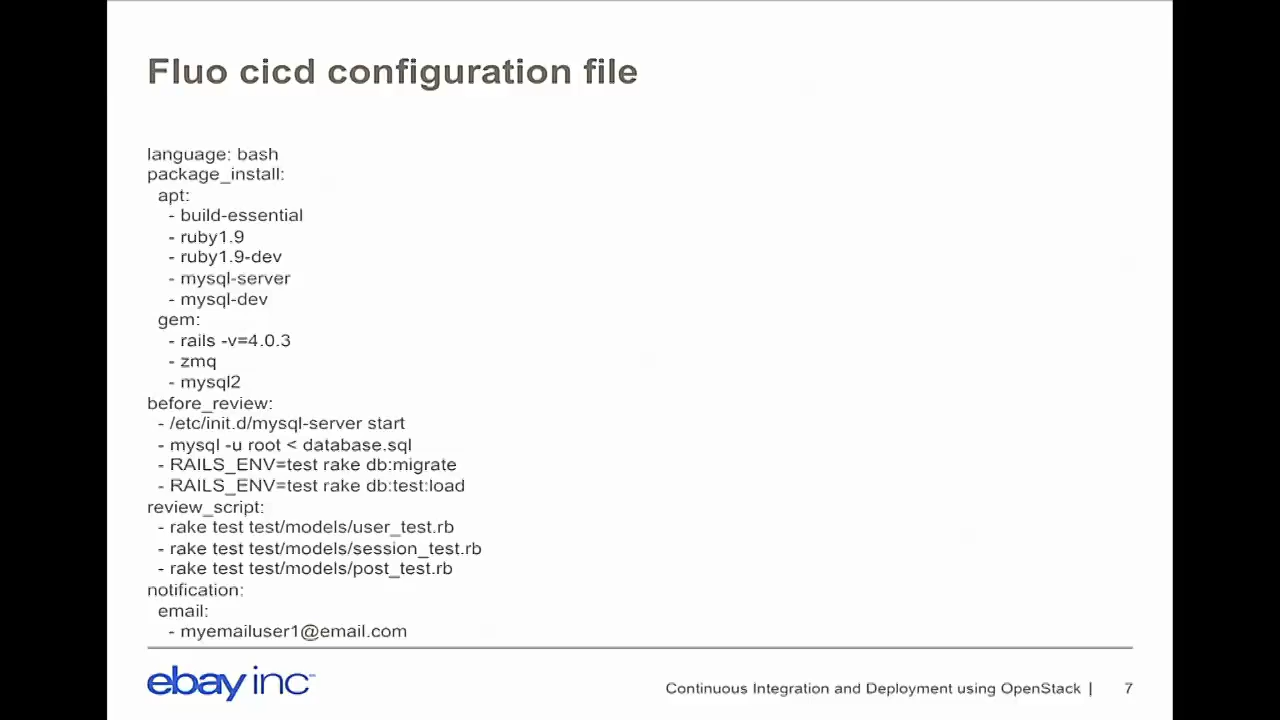 Fluo cicd configuration file
language: bash
package_install:
  apt:
    - build-essential
    - ruby1.9
    - ruby1.9-dev
    - mysql-server
    - mysql-dev
  gem:
    - rails -v=4.0.3
    - zmq
    - mysql2
before_review:
  - /etc/init.d/mysql-server start
  - mysql -u root < database.sql
  - RAILS_ENV=test rake db:migrate
  - RAILS_ENV=test rake db:test:load
review_script:
  - rake test test/models/user_test.rb
  - rake test test/models/session_test.rb
  - rake test test/models/post_test.rb
notification:
  email:
    - myemailuser1@email.com
ebay inc
Continuous Integration and Deployment using OpenStack | 7